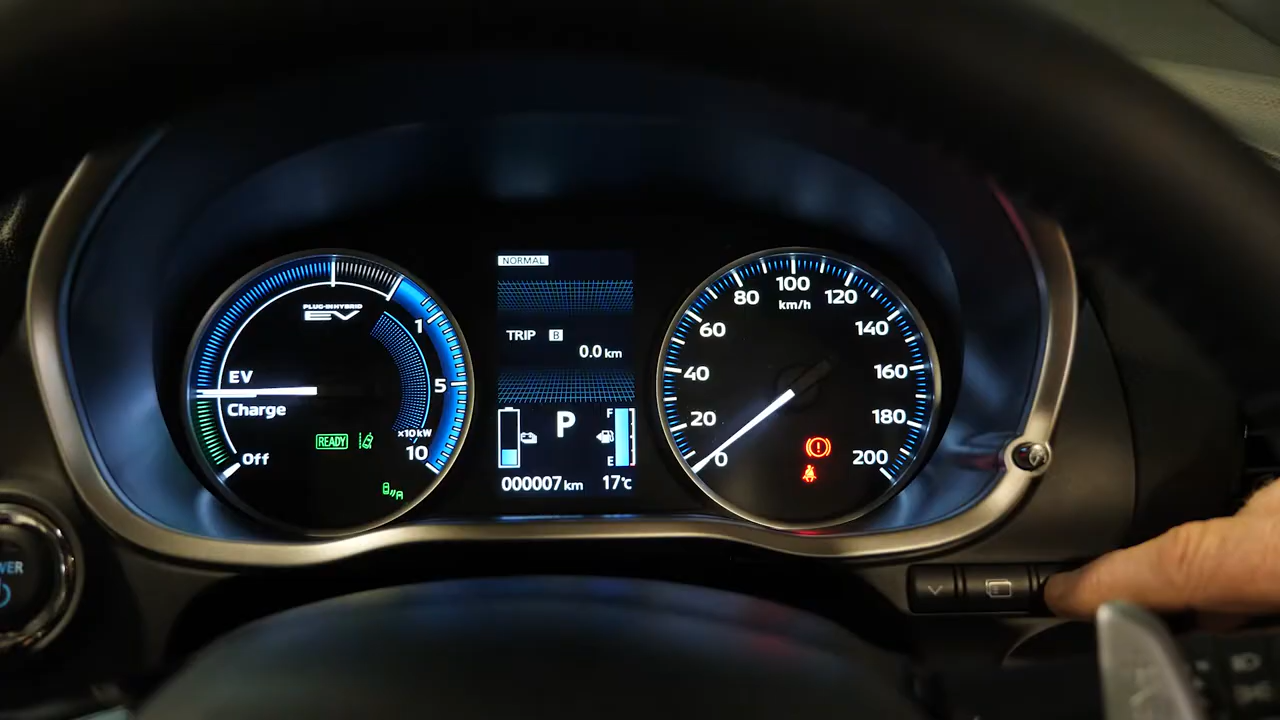 PLUG-IN HYBRID
EV
1
5
×10kW
10
EV
Charge
Off
READY
A
NORMAL
TRIP B
0.0 km
P
F
E
000007 km 17℃
0
20
40
60
80
100
120
140
160
180
200
km/h